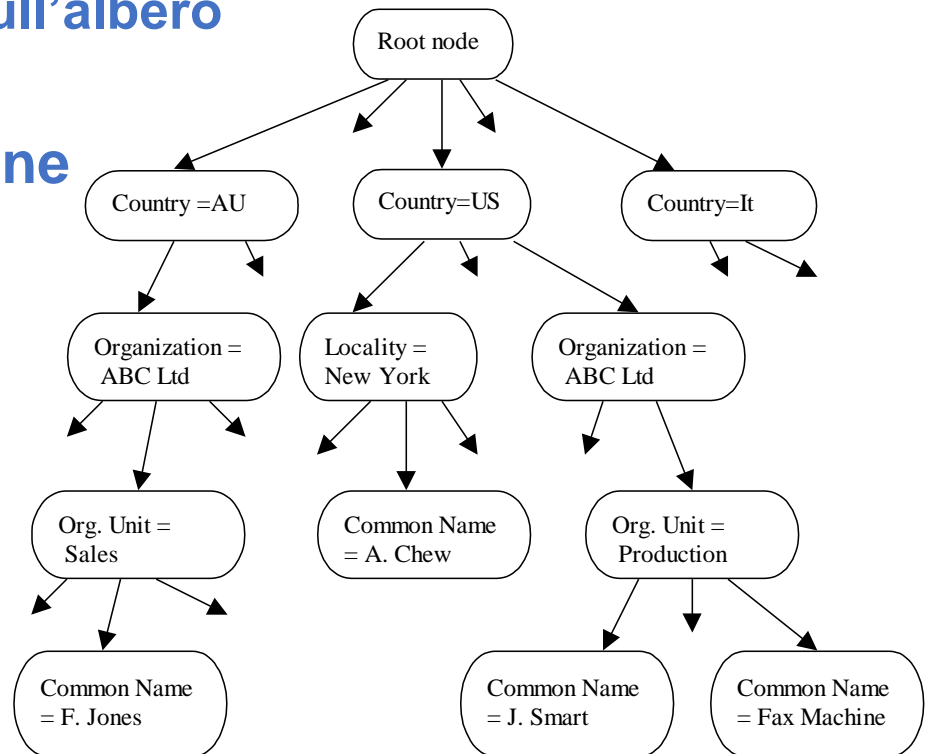 ull'albero
ne
Root node
Country =AU
Country=US
Country=It
Organization =
ABC Ltd
Locality =
New York
Organization =
ABC Ltd
Org. Unit =
Sales
Common Name
= A. Chew
Org. Unit =
Production
Common Name
= F. Jones
Common Name
= J. Smart
Common Name
= Fax Machine